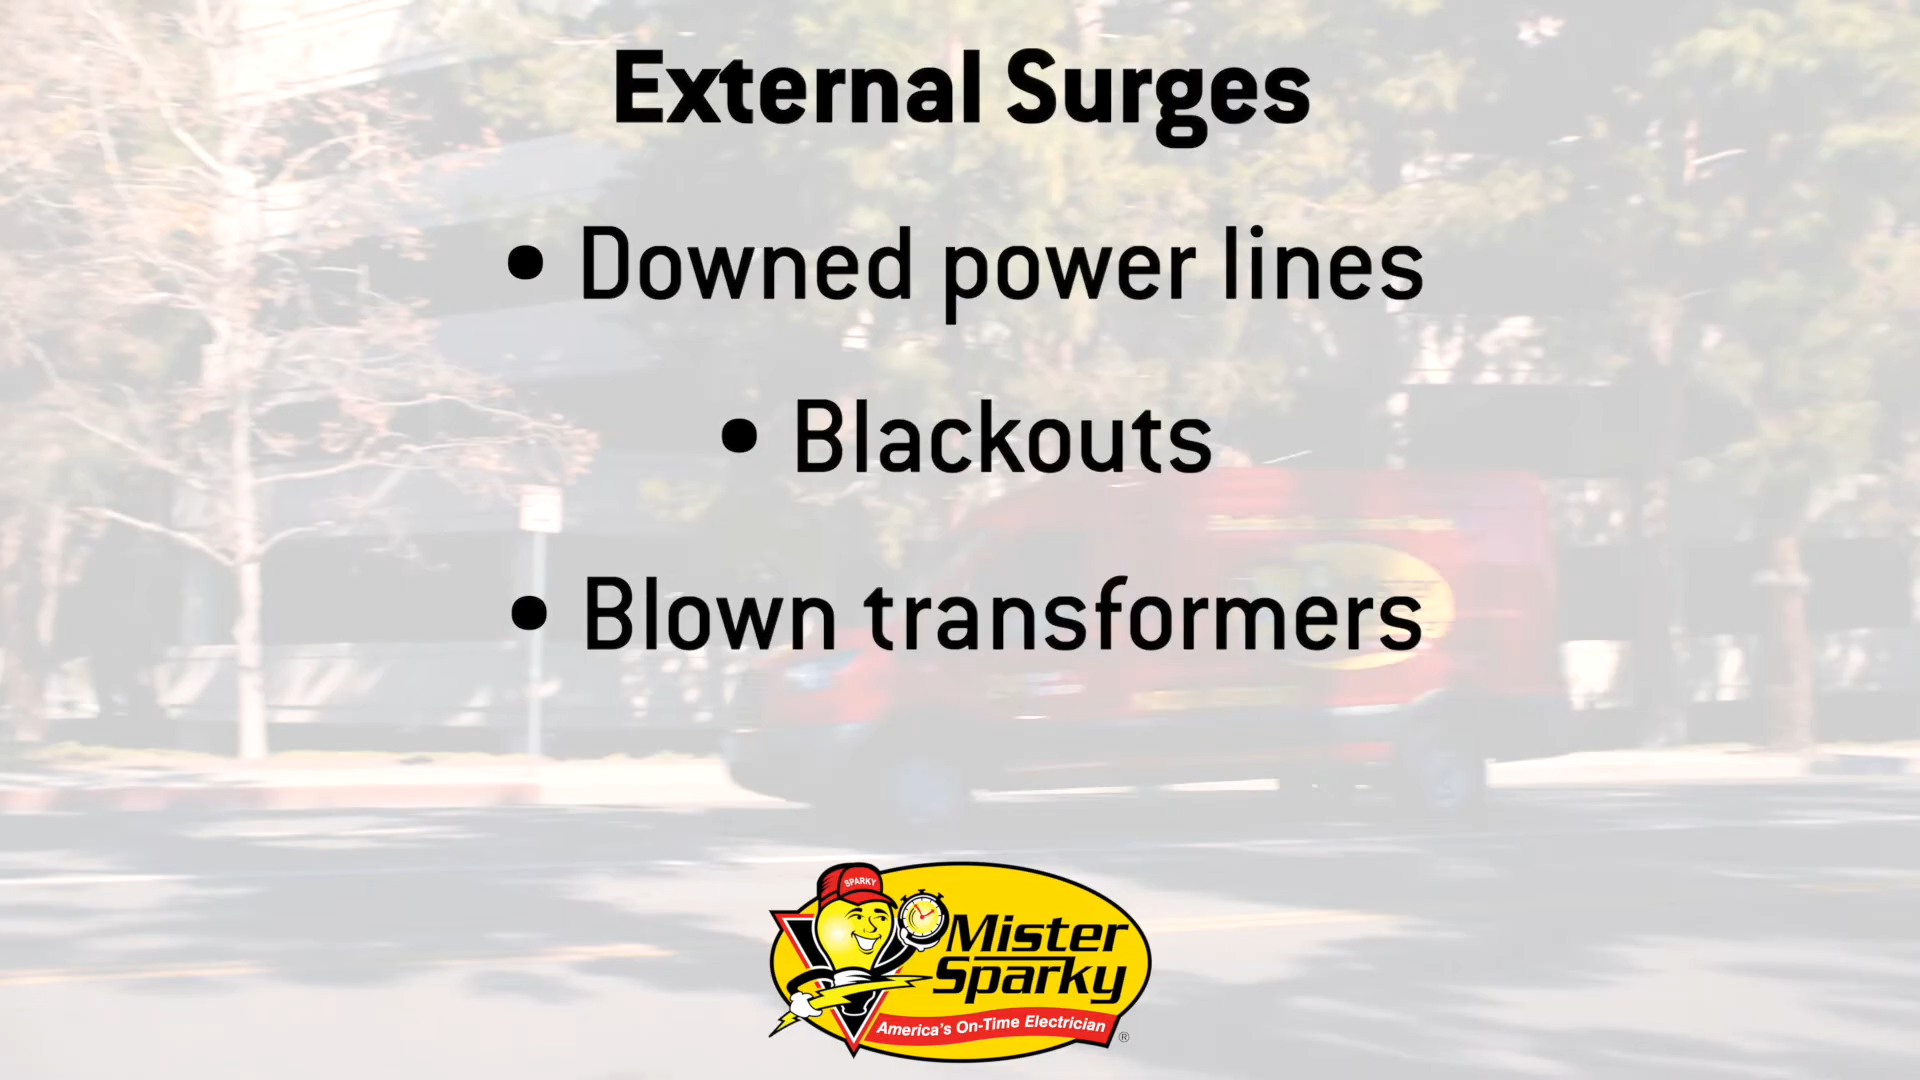 External Surges
• Downed power lines
• Blackouts
• Blown transformers
SPARKY
Mister
Sparky
America's On-Time Electrician
®